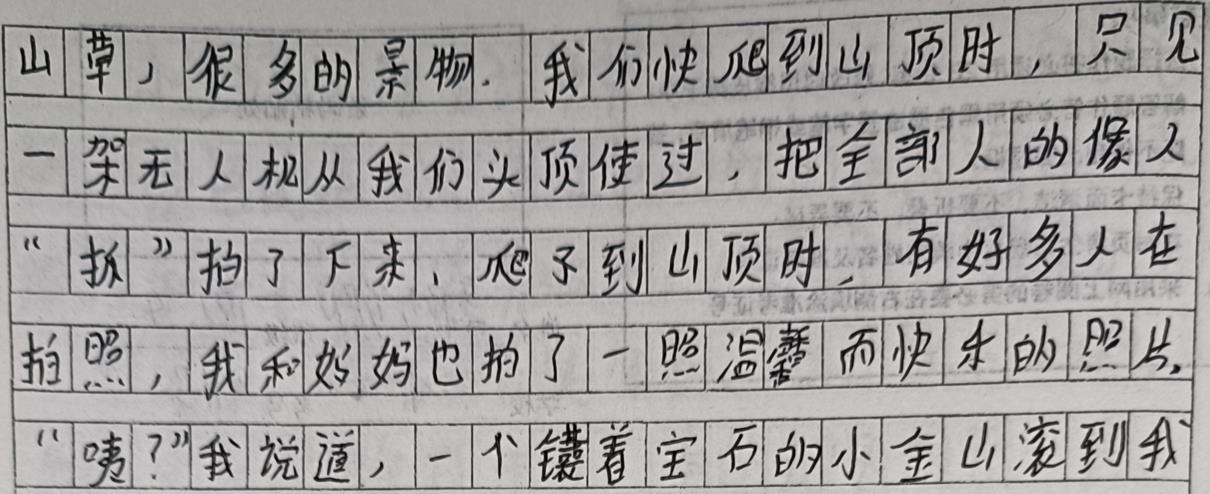 山草，很多的景物．我们快爬到山顶时，只见
一架无人机从我们头顶使过，把全部人的像人
“抓”拍了下来，爬了到山顶时，有好多人在
拍照，我和妈妈也拍了一照温馨而快乐的照片．
“咦？”我说道，一个镶着宝石的小金山滚到我